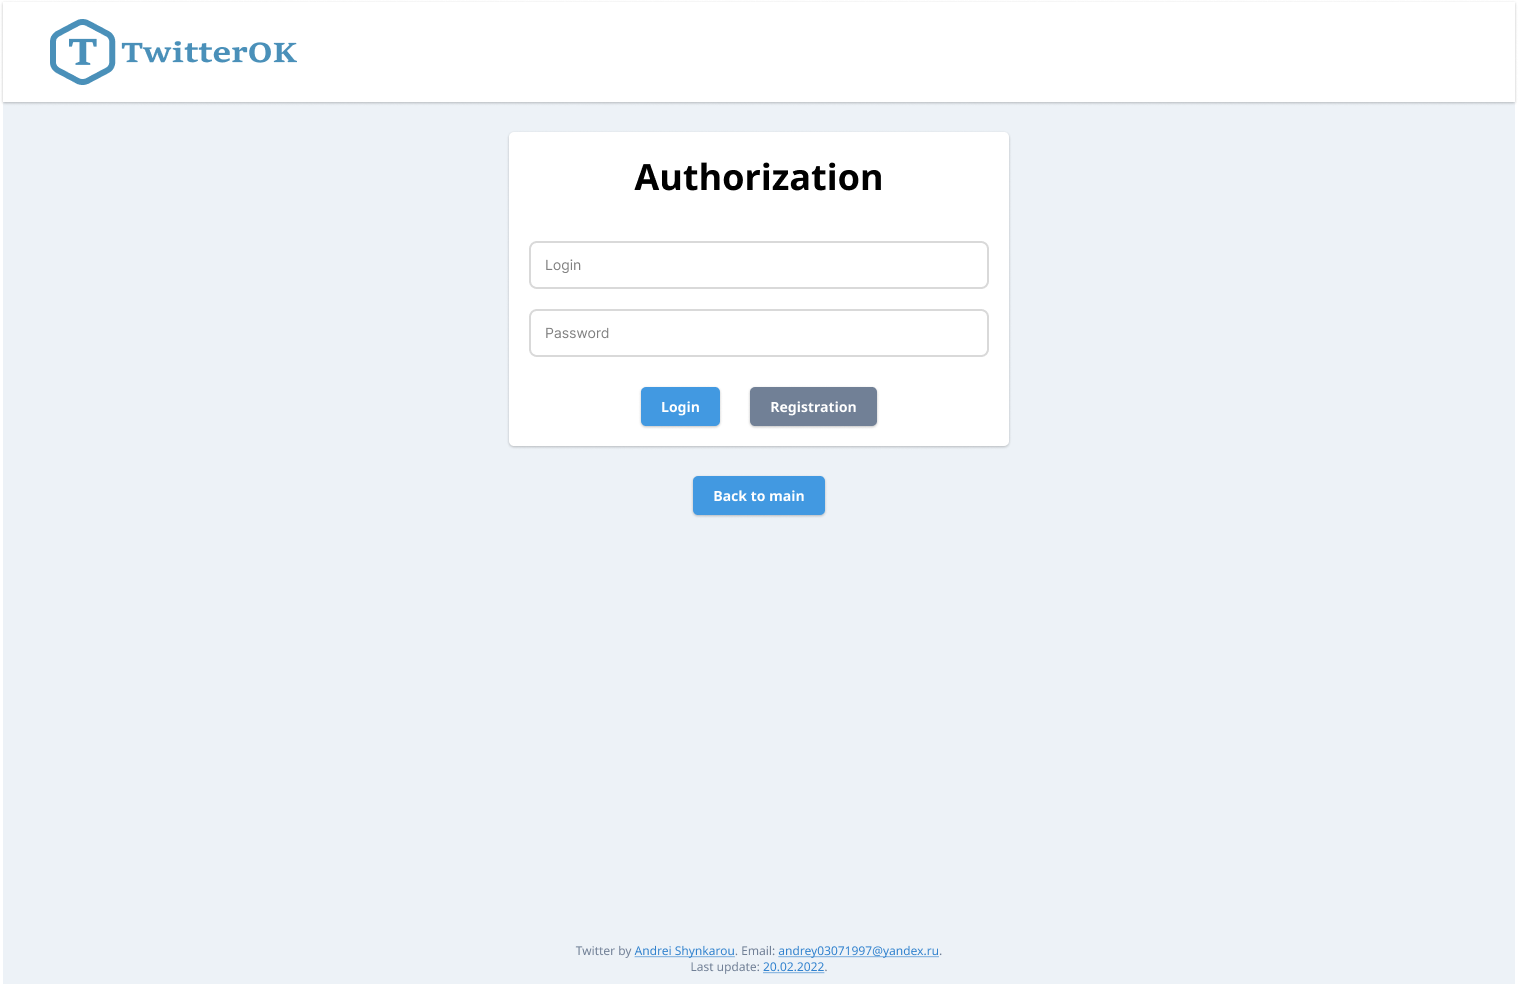 T TwitterOK
Authorization
Login
Password
Login Registration
Back to main
Twitter by Andrei Shynkarou. Email: andrey03071997@yandex.ru.
Last update: 20.02.2022.